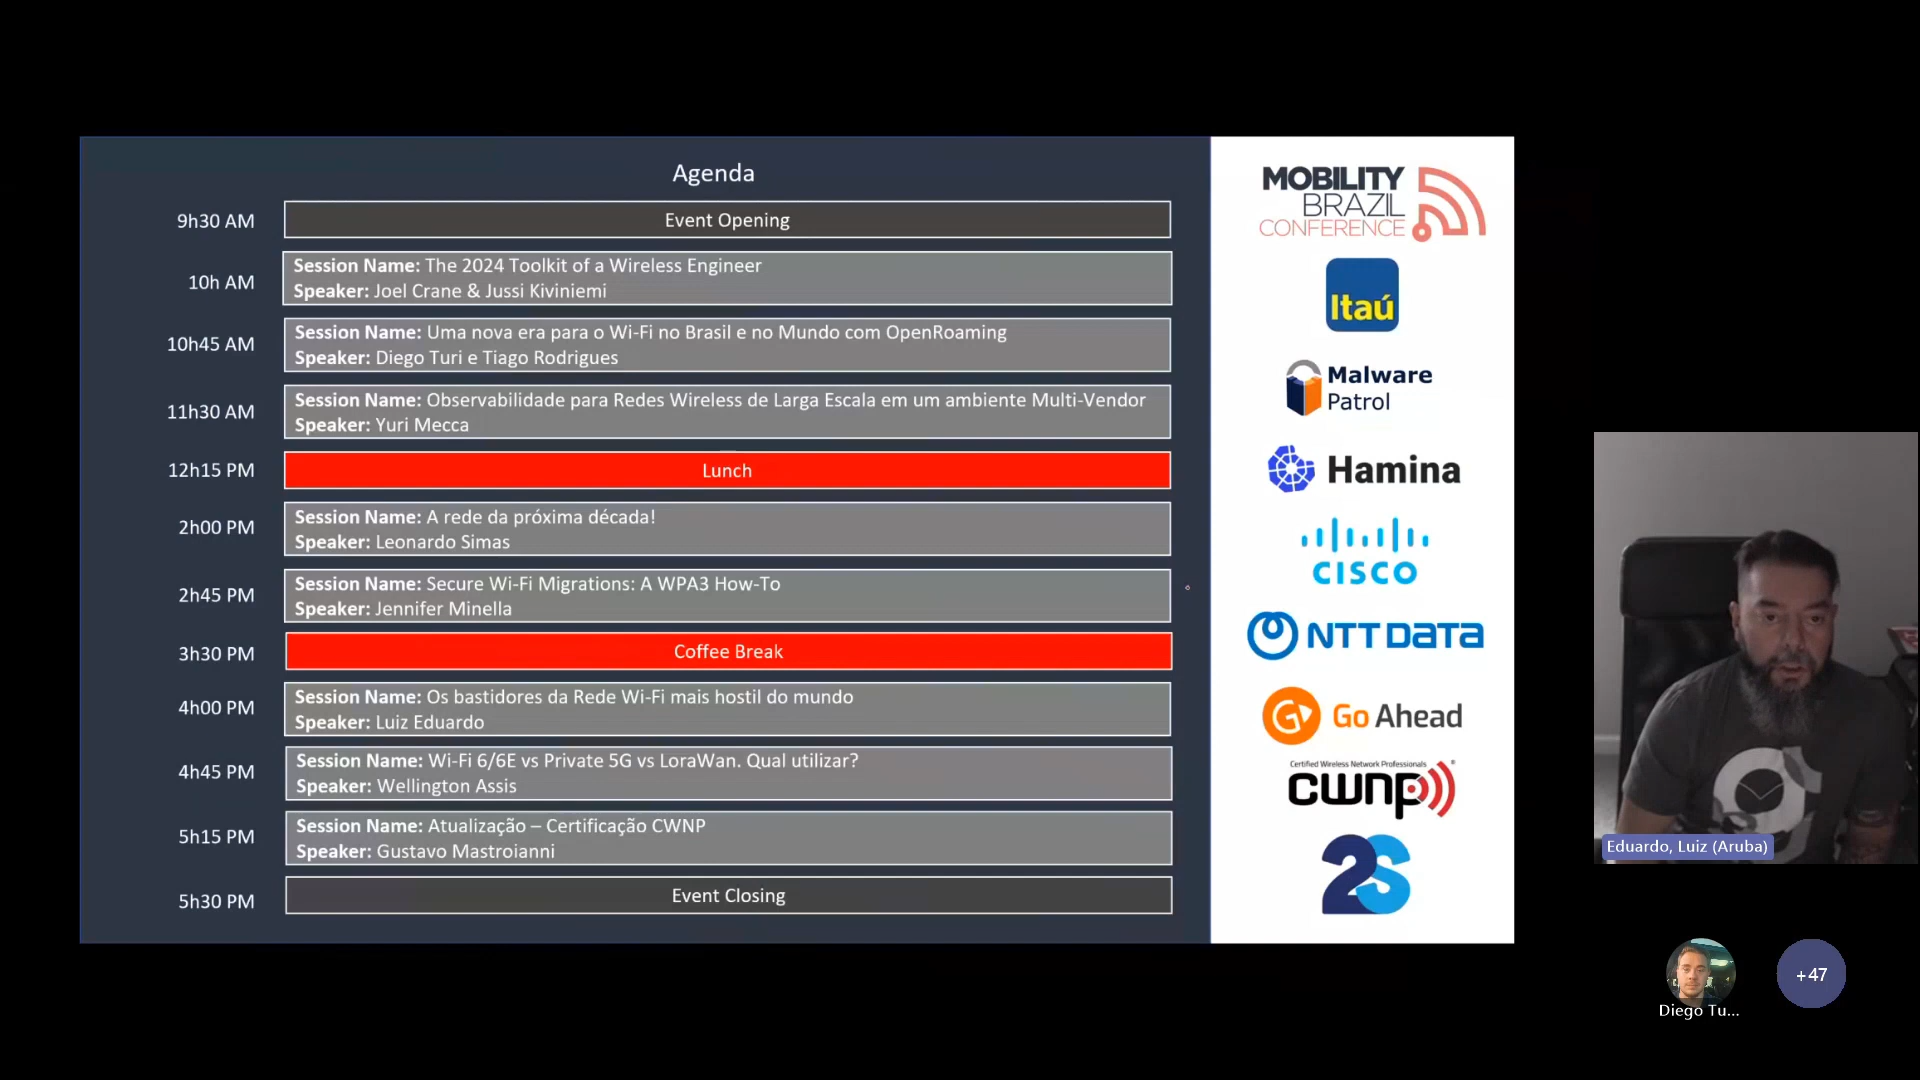 Agenda
9h30 AM
Event Opening
10h AM
Session Name: The 2024 Toolkit of a Wireless Engineer
Speaker: Joel Crane & Jussi Kiviniemi
10h45 AM
Session Name: Uma nova era para o Wi-Fi no Brasil e no Mundo com OpenRoaming
Speaker: Diego Turi e Tiago Rodrigues
11h30 AM
Session Name: Observabilidade para Redes Wireless de Larga Escala em um ambiente Multi-Vendor
Speaker: Yuri Mecca
12h15 PM
Lunch
2h00 PM
Session Name: A rede da próxima década!
Speaker: Leonardo Simas
2h45 PM
Session Name: Secure Wi-Fi Migrations: A WPA3 How-To
Speaker: Jennifer Minella
3h30 PM
Coffee Break
4h00 PM
Session Name: Os bastidores da Rede Wi-Fi mais hostil do mundo
Speaker: Luiz Eduardo
4h45 PM
Session Name: Wi-Fi 6/6E vs Private 5G vs LoraWan. Qual utilizar?
Speaker: Wellington Assis
5h15 PM
Session Name: Atualização – Certificação CWNP
Speaker: Gustavo Mastroianni
5h30 PM
Event Closing
MOBILITY
BRAZIL
CONFERENCE
Itaú
Malware
Patrol
Hamina
CISCO
NTT DATA
Go Ahead
Certified Wireless Network Professionals
CWNP
2S
Eduardo, Luiz (Aruba)
Diego Tu...
+47